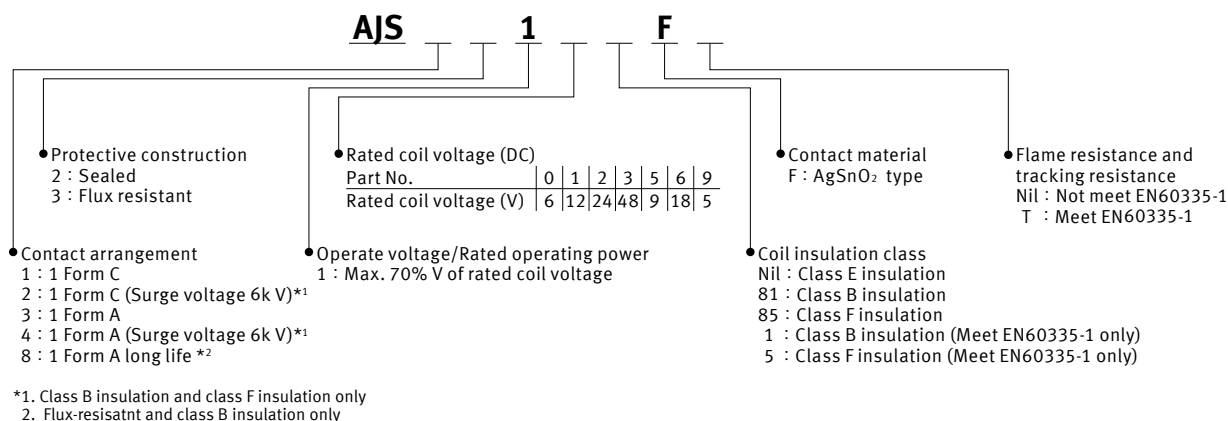 AJS 1 F
Protective construction
2 : Sealed
3 : Flux resistant
Rated coil voltage (DC)
Part No. 0 1 2 3 5 6 9
Rated coil voltage (V) 6 12 24 48 9 18 5
Contact material
F : AgSnO2 type
Flame resistance and
tracking resistance
Nil : Not meet EN60335-1
T : Meet EN60335-1
Contact arrangement
1 : 1 Form C
2 : 1 Form C (Surge voltage 6k V)*1
3 : 1 Form A
4 : 1 Form A (Surge voltage 6k V)*1
8 : 1 Form A long life *2
Operate voltage/Rated operating power
1 : Max. 70% V of rated coil voltage
Coil insulation class
Nil : Class E insulation
81 : Class B insulation
85 : Class F insulation
1 : Class B insulation (Meet EN60335-1 only)
5 : Class F insulation (Meet EN60335-1 only)
*1. Class B insulation and class F insulation only
2. Flux-resisatnt and class B insulation only